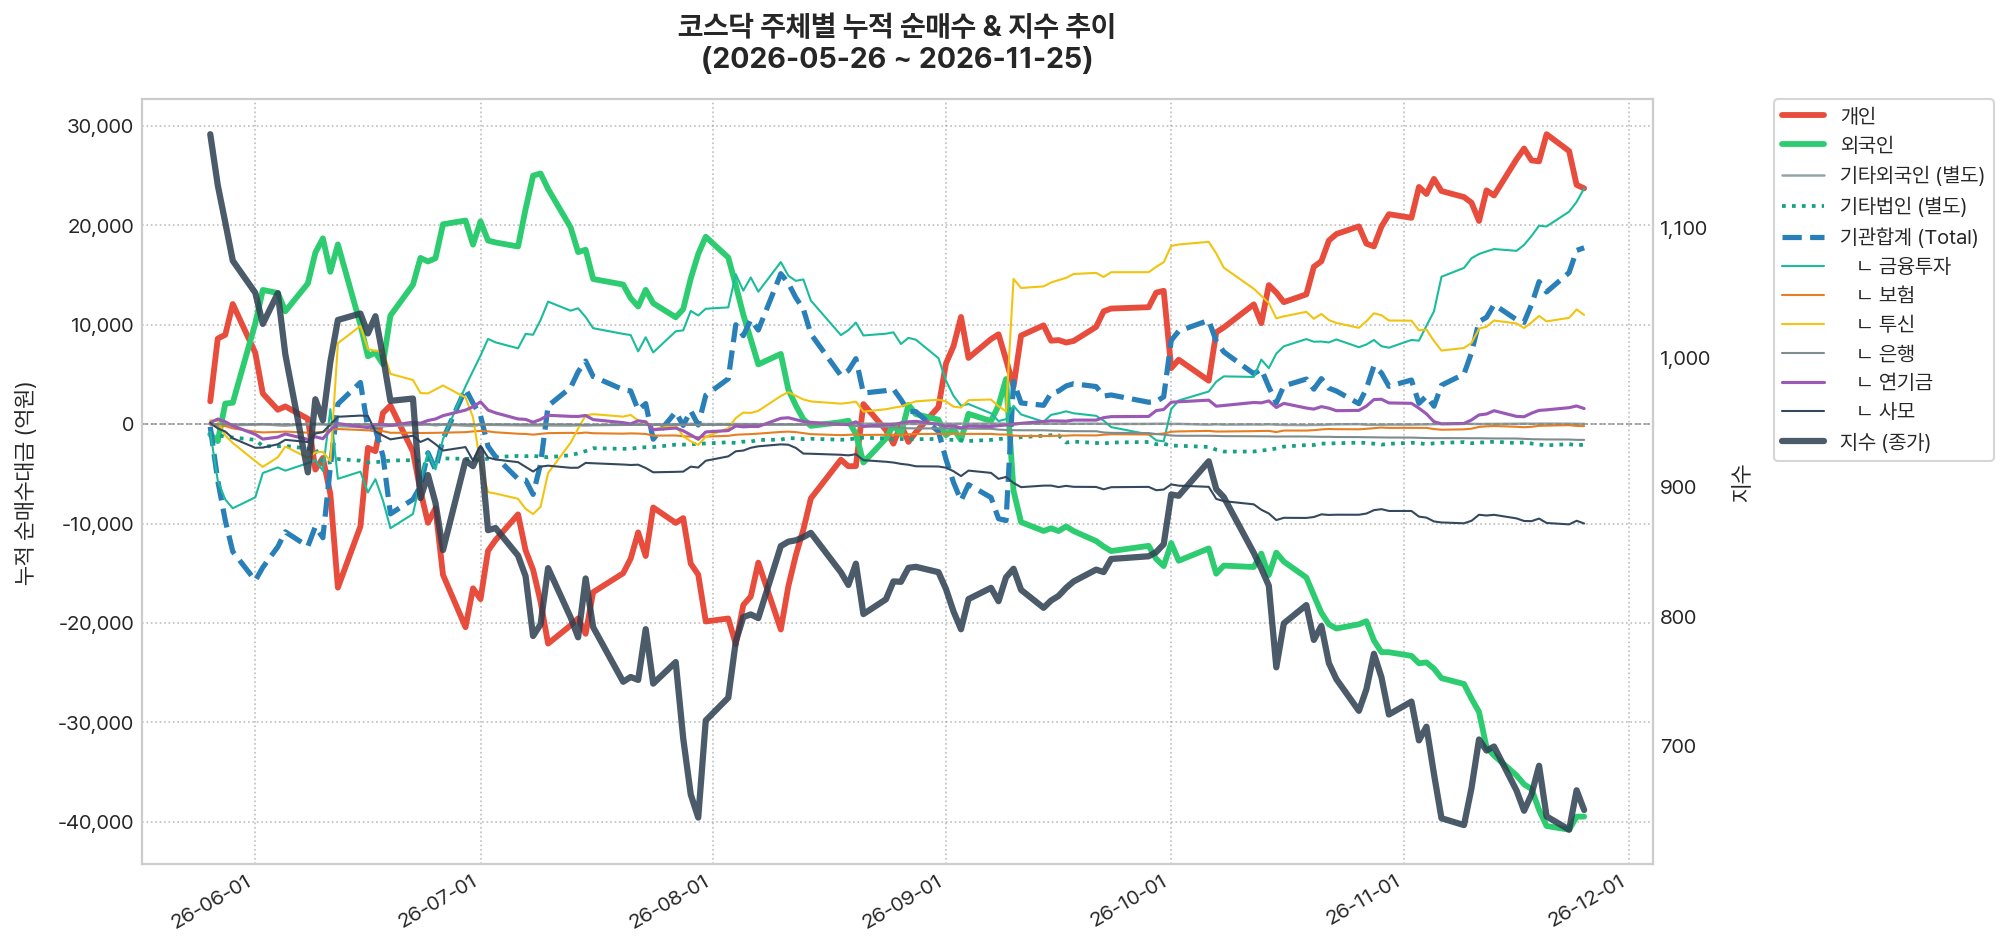 코스닥 주체별 누적 순매수 & 지수 추이
(2026-05-26 ~ 2026-11-25)
누적 순매수대금 (억원)
30,000
20,000
10,000
0
-10,000
-20,000
-30,000
-40,000
26-06-01
26-07-01
26-08-01
26-09-01
26-10-01
26-11-01
26-12-01
1,100
1,000
900
800
700
지수
개인
외국인
기타외국인 (별도)
기타법인 (별도)
기관합계 (Total)
ㄴ 금융투자
ㄴ 보험
ㄴ 투신
ㄴ 은행
ㄴ 연기금
ㄴ 사모
지수 (종가)